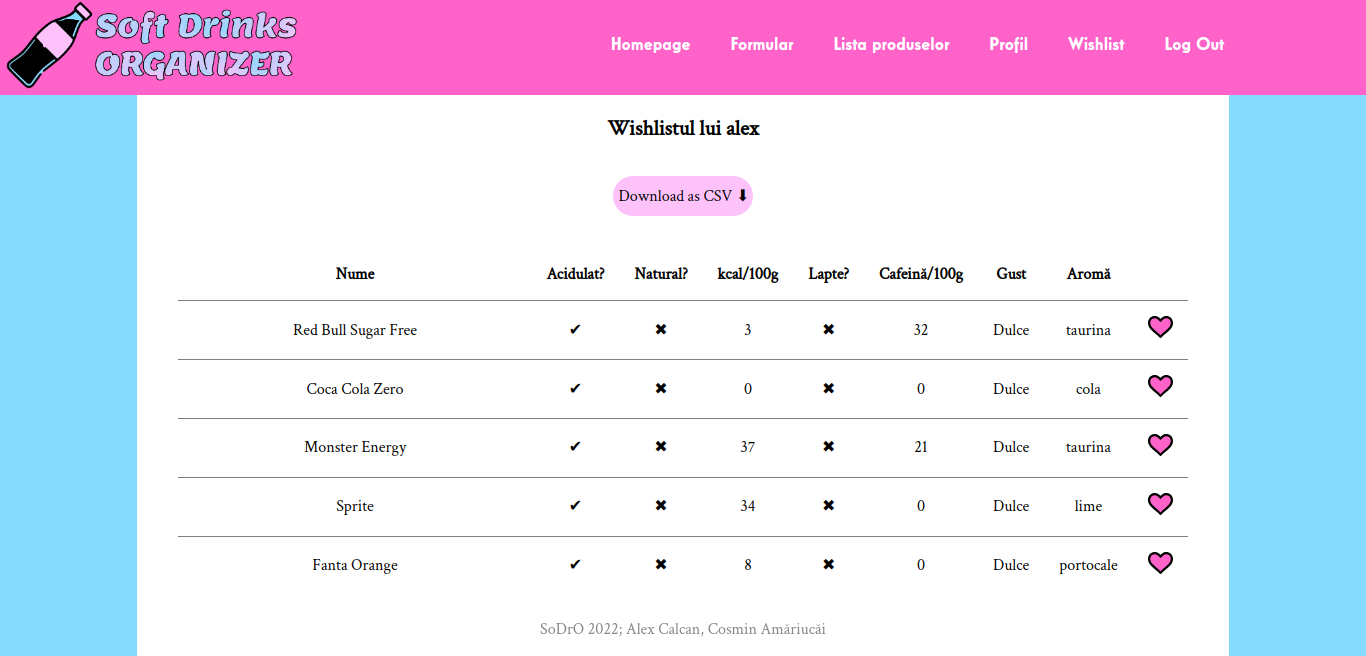 Soft Drinks
ORGANIZER
Homepage Formular Lista produselor Profil Wishlist Log Out
Wishlistul lui alex
Download as CSV ⬇
Nume Acidulat? Natural? kcal/100g Lapte? Cafeină/100g Gust Aromă
Red Bull Sugar Free ✔ ✖ 3 ✖ 32 Dulce taurina
Coca Cola Zero ✔ ✖ 0 ✖ 0 Dulce cola
Monster Energy ✔ ✖ 37 ✖ 21 Dulce taurina
Sprite ✔ ✖ 34 ✖ 0 Dulce lime
Fanta Orange ✔ ✖ 8 ✖ 0 Dulce portocale
SoDrO 2022; Alex Calcan, Cosmin Amăriucăi